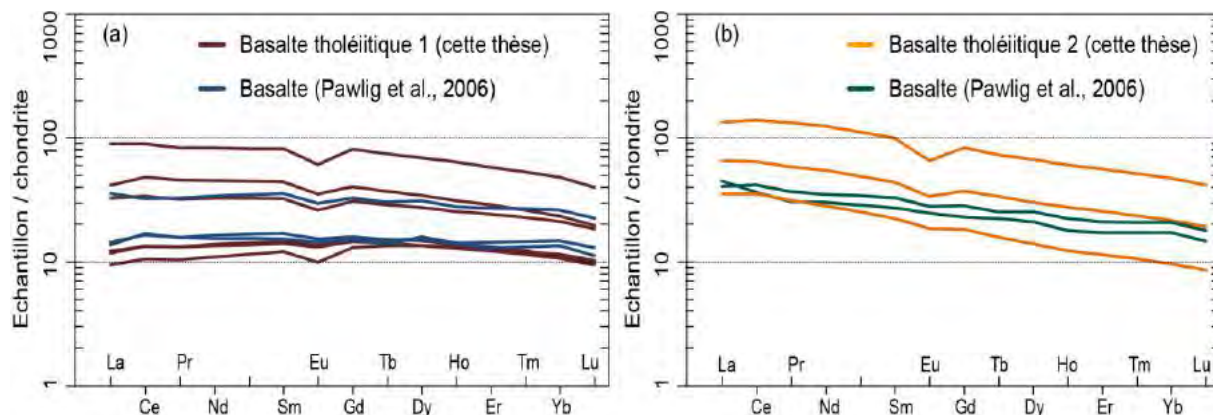 Echantillon / chondrite
1000
100
10
1
(a)
Basalte tholéiitique 1 (cette thèse)
Basalte (Pawlig et al., 2006)
La Pr Eu Tb Ho Tm Lu
Ce Nd Sm Gd Dy Er Yb
Echantillon / chondrite
1000
100
10
1
(b)
Basalte tholéiitique 2 (cette thèse)
Basalte (Pawlig et al., 2006)
La Pr Eu Tb Ho Tm Lu
Ce Nd Sm Gd Dy Er Yb